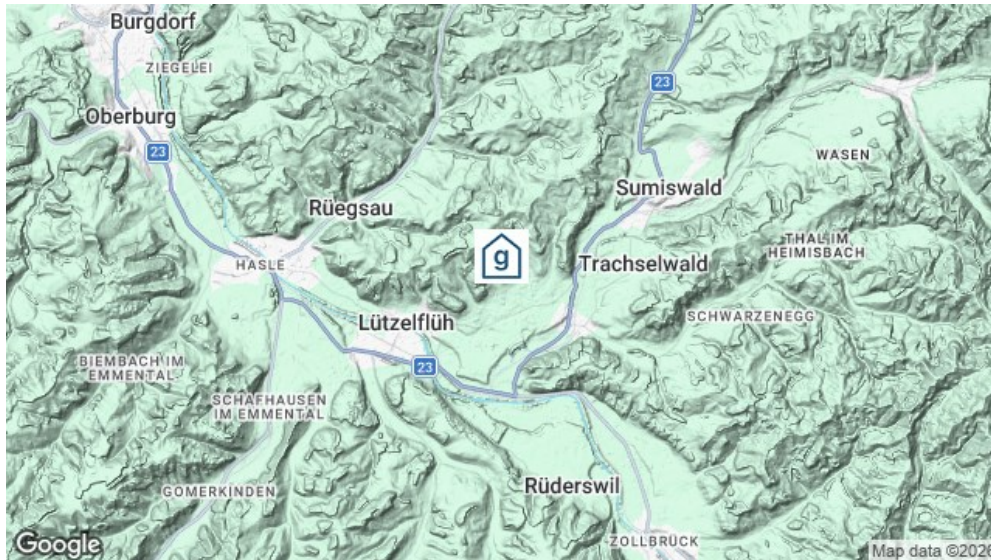 Burgdorf
ZIEGELEI
Oberburg
23
23
WASEN
Sumiswald
Rüegsau
THAL IM
HEIMISBACH
g
HASLE
Trachselwald
SCHWARZENEGG
Lützelflüh
BIEMBACH IM
EMMENTAL
23
SCHAFHAUSEN
IM EMMENTAL
GOMERKINDEN
Rüderswil
ZOLLBRÜCK
Google
Map data